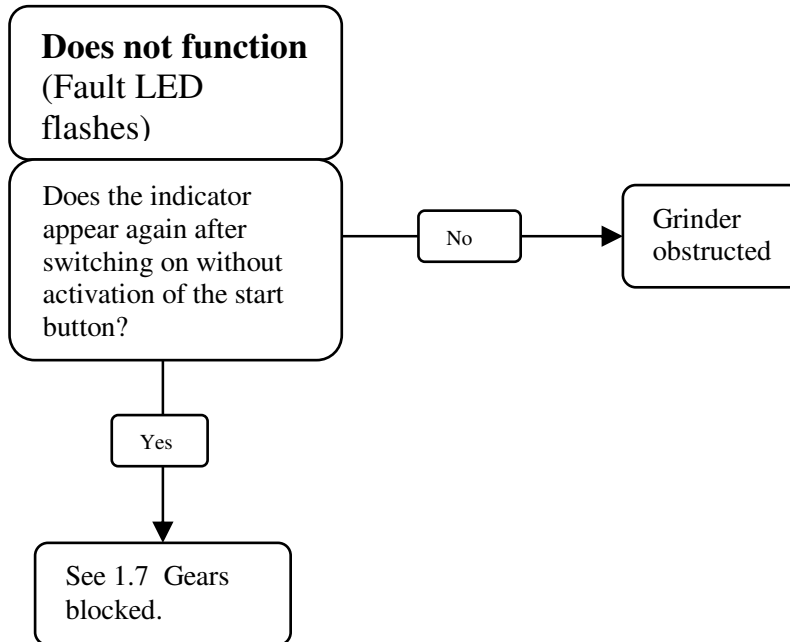 Does not function
(Fault LED
flashes)
Does the indicator
appear again after
switching on without
activation of the start
button?
No
Grinder
obstructed
Yes
See 1.7  Gears
blocked.